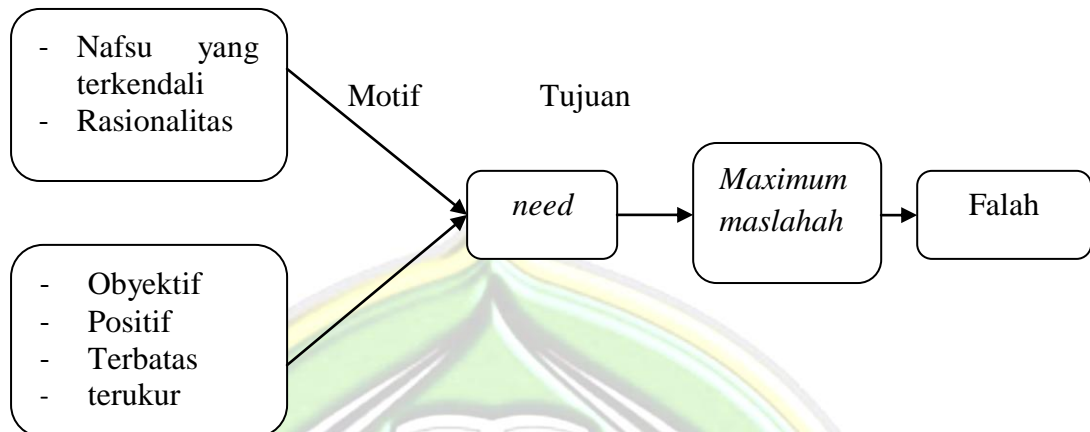 - Nafsu yang
terkendali
- Rasionalitas
Motif
Tujuan
need
Maximum
maslahah
Falah
- Obyektif
- Positif
- Terbatas
- terukur